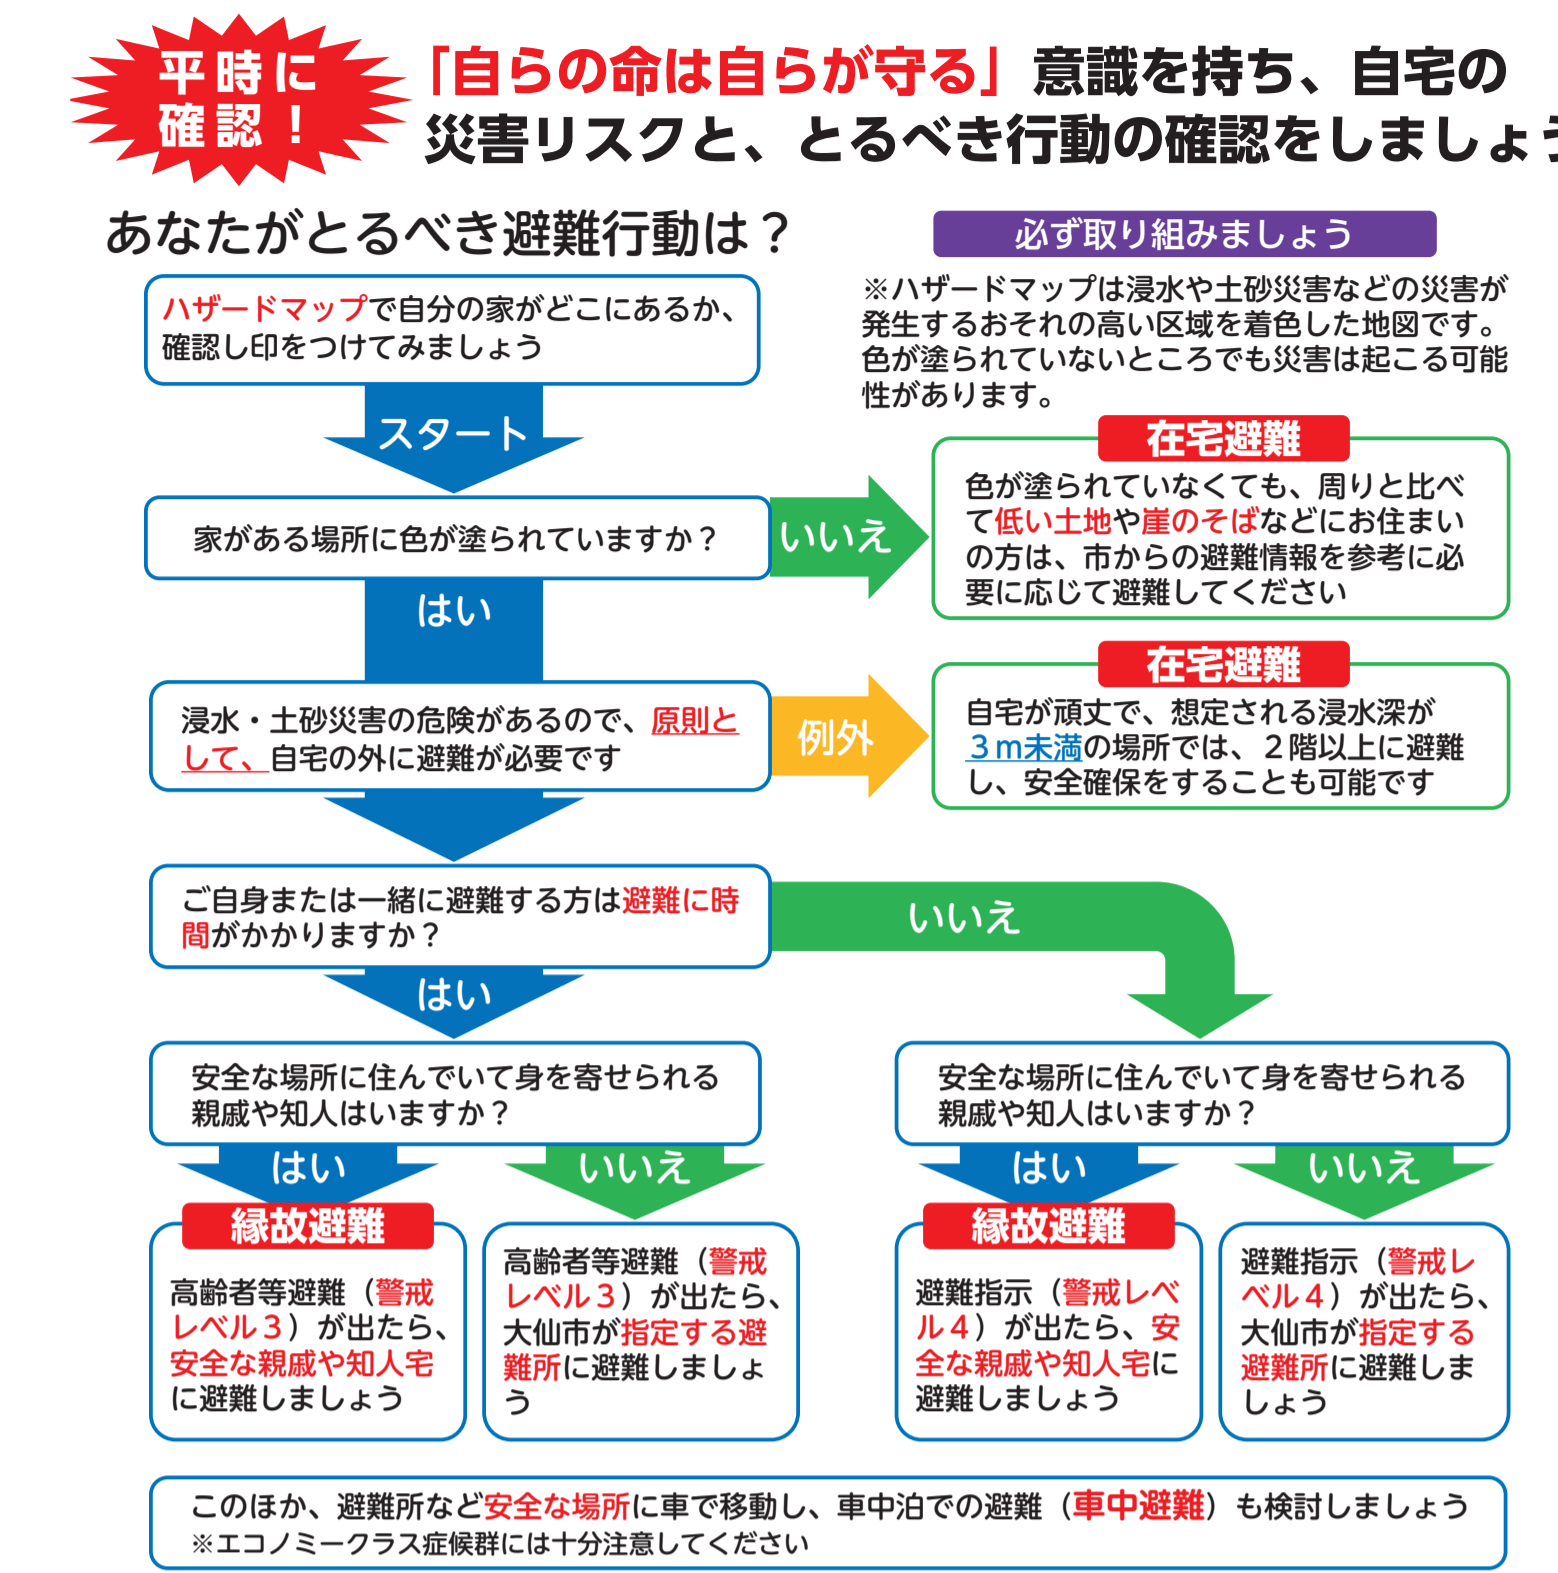 平時に
確認！
「自らの命は自らが守る」意識を持ち、自宅の
災害リスクと、とるべき行動の確認をしましょう
あなたがとるべき避難行動は？
必ず取り組みましょう
ハザードマップで自分の家がどこにあるか、
確認し印をつけてみましょう
※ハザードマップは浸水や土砂災害などの災害が
発生するおそれの高い区域を着色した地図です。
色が塗られていないところでも災害は起こる可能
性があります。
スタート
家がある場所に色が塗られていますか？
いいえ
在宅避難
色が塗られていなくても、周りと比べ
て低い土地や崖のそばなどにお住まい
の方は、市からの避難情報を参考に必
要に応じて避難してください
はい
浸水・土砂災害の危険があるので、原則と
して、自宅の外に避難が必要です
例外
在宅避難
自宅が頑丈で、想定される浸水深が
３ｍ未満の場所では、２階以上に避難
し、安全確保をすることも可能です
ご自身または一緒に避難する方は避難に時
間がかかりますか？
いいえ
はい
安全な場所に住んでいて身を寄せられる
親戚や知人はいますか？
はい
いいえ
縁故避難
高齢者等避難（警戒
レベル３）が出たら、
安全な親戚や知人宅
に避難しましょう
高齢者等避難（警戒
レベル３）が出たら、
大仙市が指定する避
難所に避難しましょ
う
安全な場所に住んでいて身を寄せられる
親戚や知人はいますか？
はい
いいえ
縁故避難
避難指示（警戒レベ
ル４）が出たら、安
全な親戚や知人宅に
避難しましょう
避難指示（警戒レ
ベル４）が出たら、
大仙市が指定する
避難所に避難しま
しょう
このほか、避難所など安全な場所に車で移動し、車中泊での避難（車中避難）も検討しましょう
※エコノミークラス症候群には十分注意してください